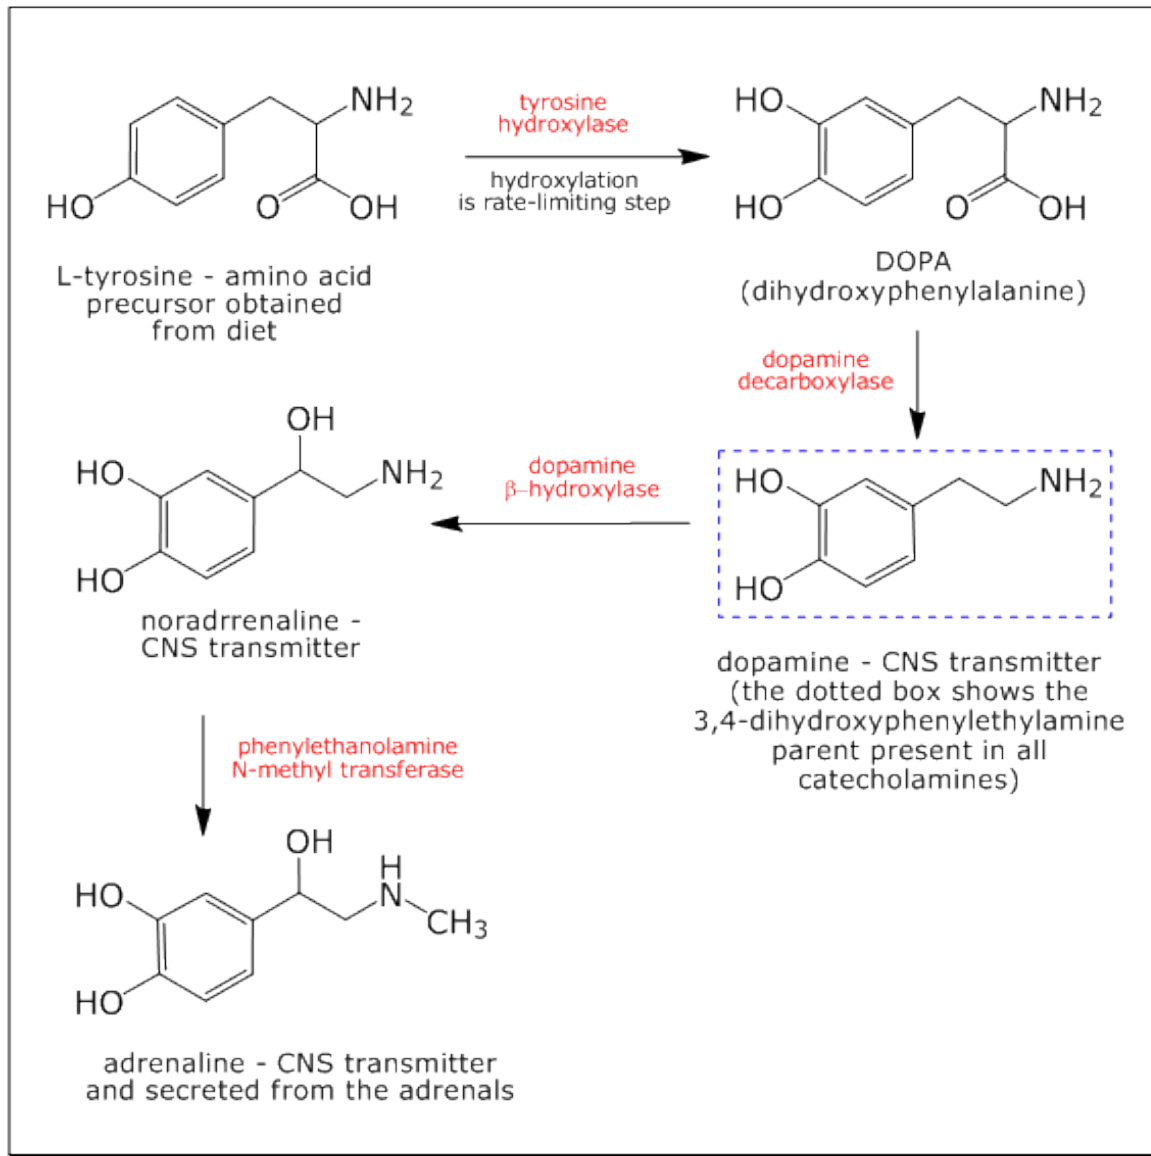 NH2
HO
O
OH
L-tyrosine - amino acid
precursor obtained
from diet
tyrosine
hydroxylase
hydroxylation
is rate-limiting step
HO
HO
NH2
O
OH
DOPA
(dihydroxyphenylalanine)
dopamine
decarboxylase
HO
HO
NH2
dopamine - CNS transmitter
(the dotted box shows the
3,4-dihydroxyphenylethylamine
parent present in all
catecholamines)
dopamine
β-hydroxylase
OH
HO
HO
NH2
noradrrenaline -
CNS transmitter
phenylethanolamine
N-methyl transferase
OH
HO
HO
H
N
CH3
adrenaline - CNS transmitter
and secreted from the adrenals